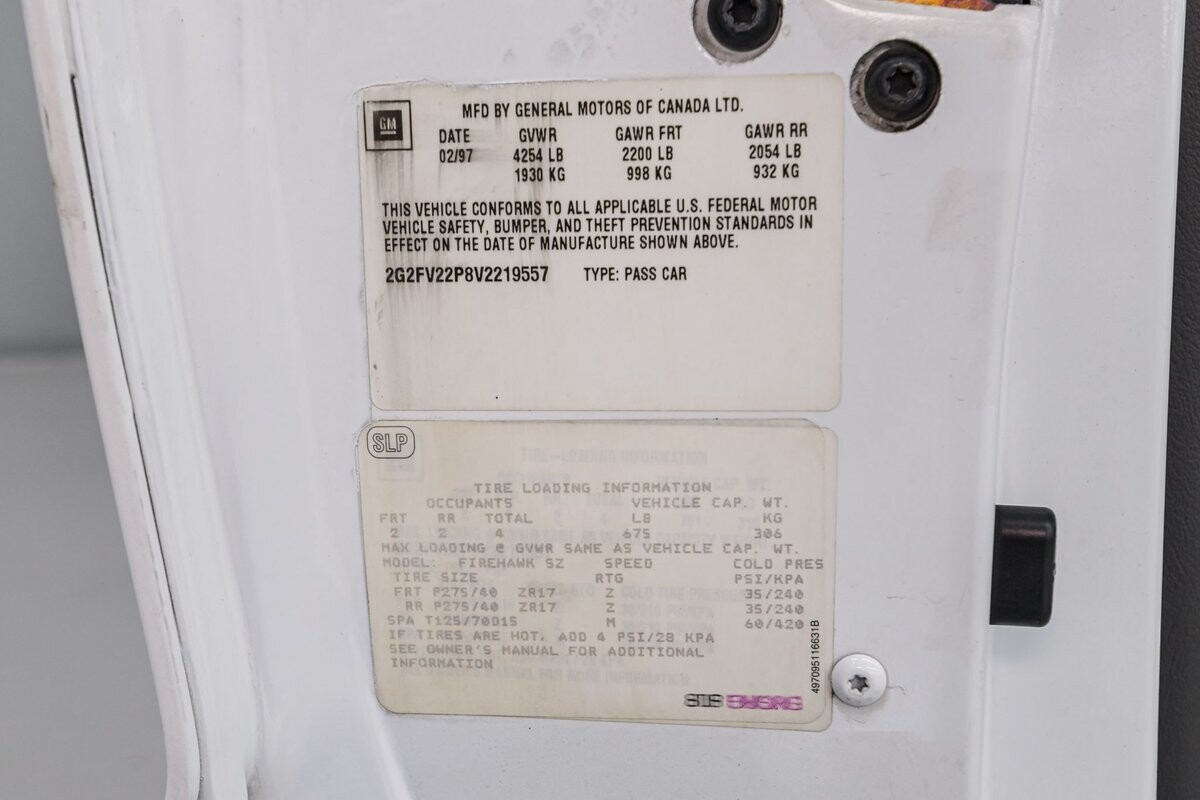 GM
MFD BY GENERAL MOTORS OF CANADA LTD.
DATE GVWR GAWR FRT GAWR RR
02/97 4254 LB 2200 LB 2054 LB
1930 KG 998 KG 932 KG
THIS VEHICLE CONFORMS TO ALL APPLICABLE U.S. FEDERAL MOTOR
VEHICLE SAFETY, BUMPER, AND THEFT PREVENTION STANDARDS IN
EFFECT ON THE DATE OF MANUFACTURE SHOWN ABOVE.
2G2FV22P8V2219557 TYPE: PASS CAR
SLP
TIRE LOADING INFORMATION
OCCUPANTS VEHICLE CAP. WT.
FRT RR TOTAL LB KG
2 2 4 675 306
MAX LOADING @ GVWR SAME AS VEHICLE CAP. WT.
MODEL: FIREHAWK SZ SPEED COLD PRES
TIRE SIZE RTG PSI/KPA
FRT P275/40 ZR17 Z 35/240
RR P275/40 ZR17 Z 35/240
SPA T125/70D15 M 60/420
IF TIRES ARE HOT, ADD 4 PSI/28 KPA
SEE OWNER'S MANUAL FOR ADDITIONAL
INFORMATION
497095116631B